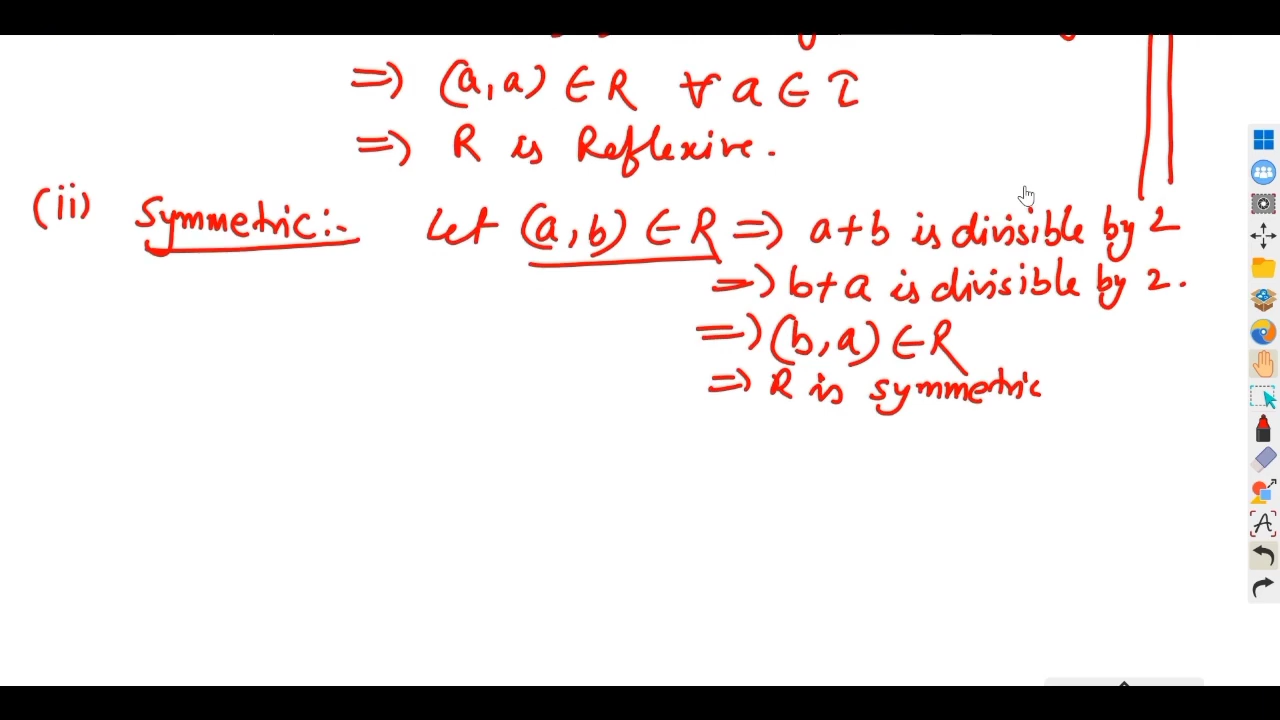 => (a,a) ∈ R ∀ a ∈ I
=> R is Reflexive.
(ii) Symmetric:- Let (a,b) ∈ R => a+b is divisible by 2
=> b+a is divisible by 2.
=> (b,a) ∈ R
=> R is symmetric